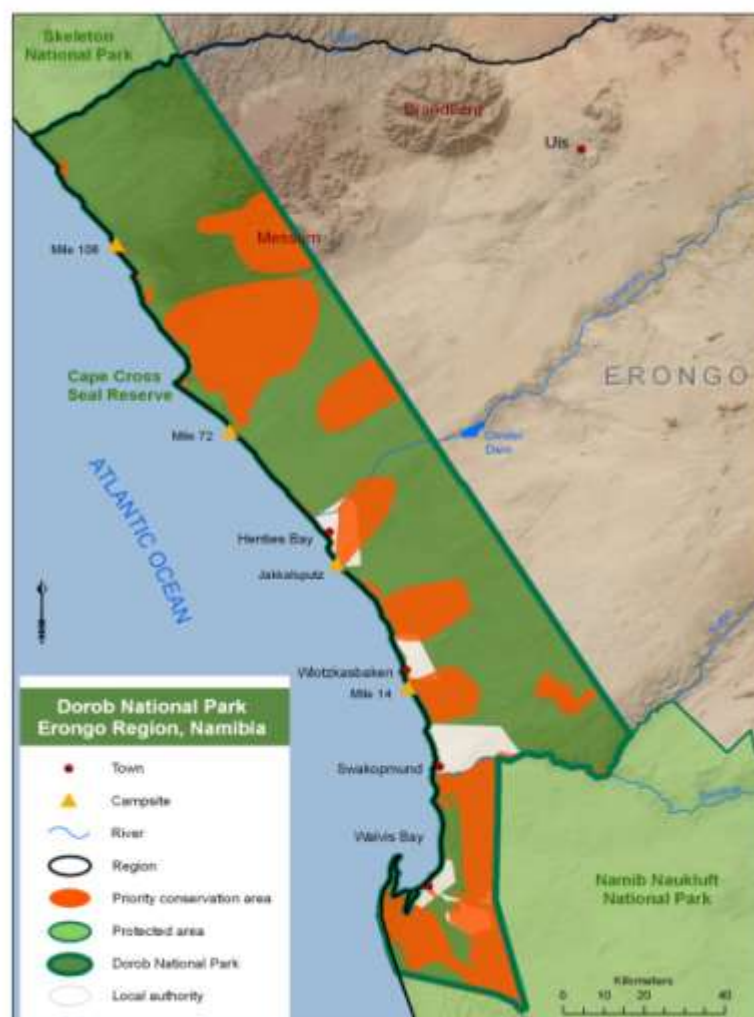 Skeleton
National Park
Brandberg
Uis
Messum
Mile 108
Cape Cross
Seal Reserve
ERONGO
Mile 72
Dam
ATLANTIC OCEAN
Henties Bay
Jakkalsputz
Wlotzkasbaken
Mile 14
Dorob National Park
Erongo Region, Namibia
Town
Swakopmund
Campsite
River
Walvis Bay
Region
Priority conservation area
Namib Naukluft
National Park
Protected area
Dorob National Park
Kilometers
Local authority
0 5 10 20 40